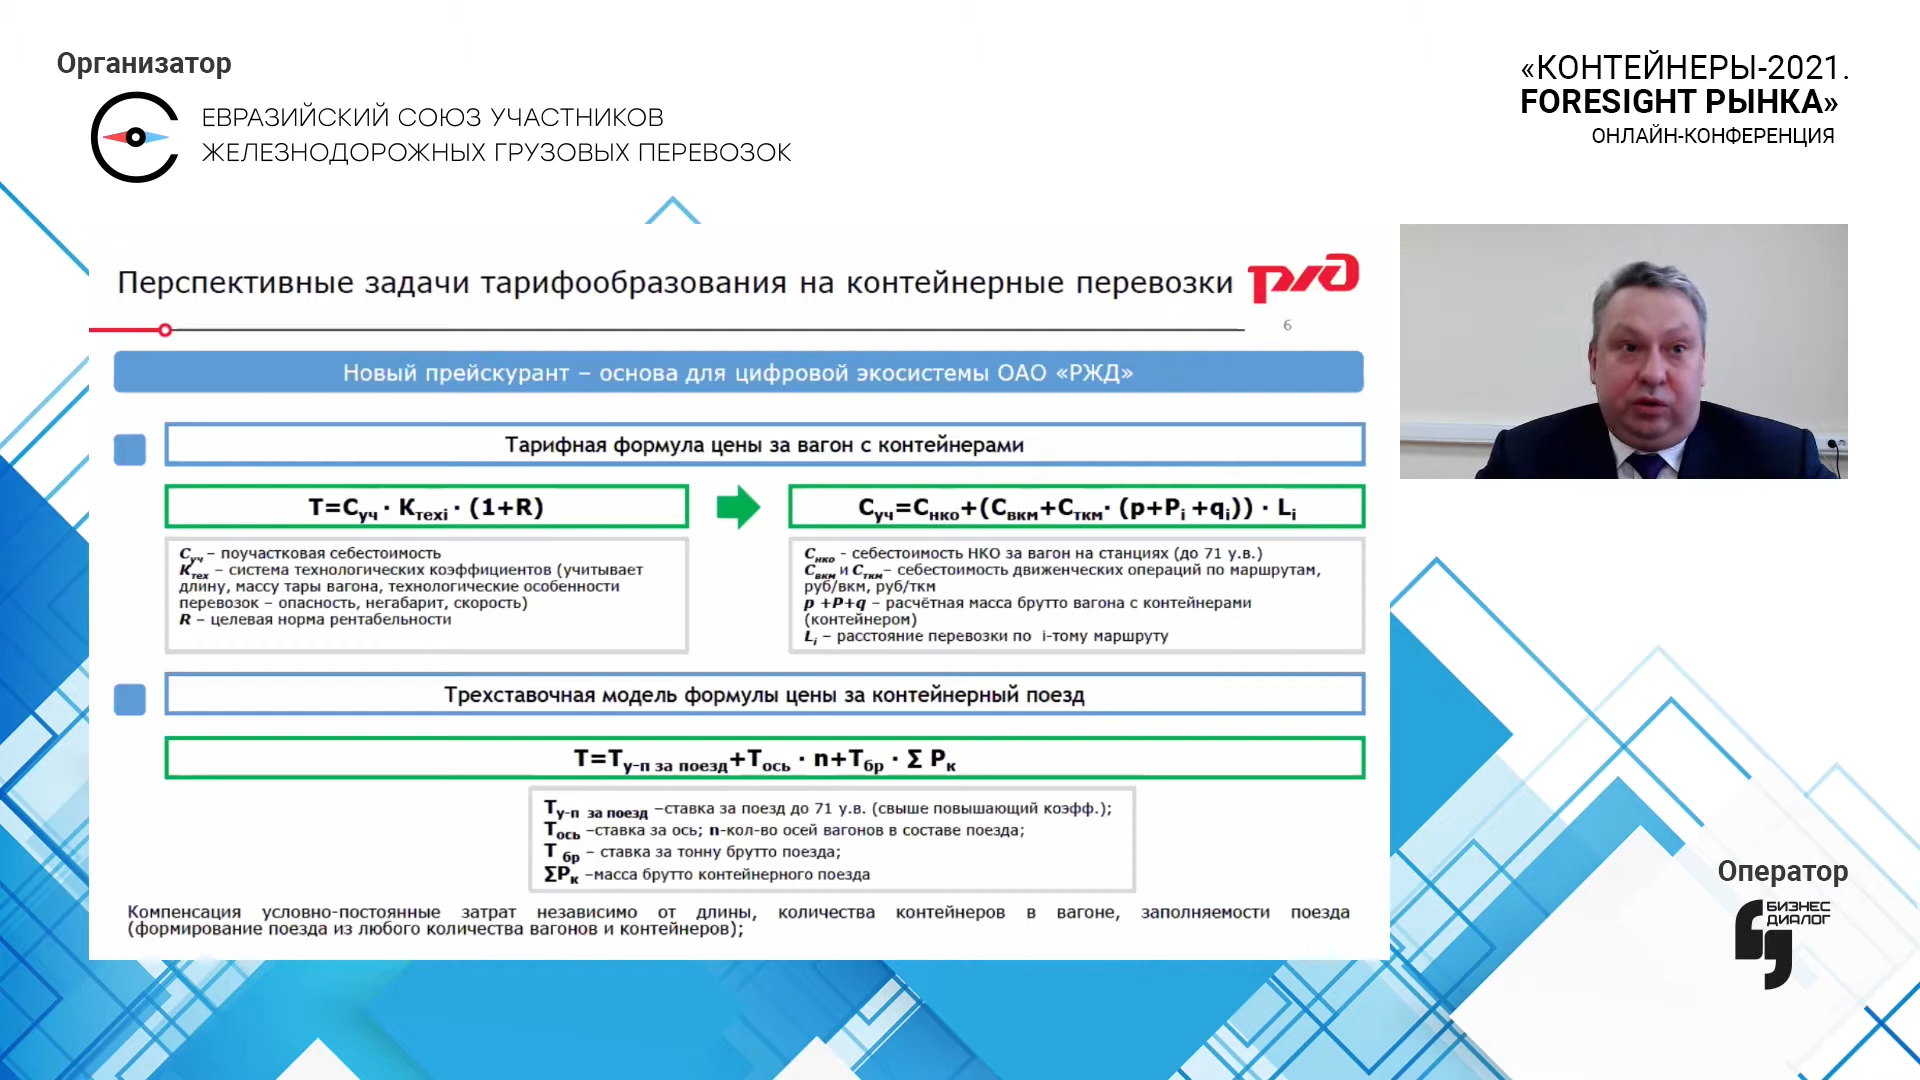 Организатор
ЕВРАЗИЙСКИЙ СОЮЗ УЧАСТНИКОВ
ЖЕЛЕЗНОДОРОЖНЫХ ГРУЗОВЫХ ПЕРЕВОЗОК
«КОНТЕЙНЕРЫ-2021.
FORESIGHT РЫНКА»
ОНЛАЙН-КОНФЕРЕНЦИЯ
Перспективные задачи тарифообразования на контейнерные перевозки
ржд
6
Новый прейскурант – основа для цифровой экосистемы ОАО «РЖД»
Тарифная формула цены за вагон с контейнерами
T=Cуч · Kтехi · (1+R)
Cуч=Cнко+(Cвкм+Cткм· (p+Pi +qi)) · Li
Cуч – поучастковая себестоимость
Kтех – система технологических коэффициентов (учитывает
длину, массу тары вагона, технологические особенности
перевозок – опасность, негабарит, скорость)
R – целевая норма рентабельности
Cнко - себестоимость НКО за вагон на станциях (до 71 у.в.)
Cвкм и Cткм– себестоимость движенческих операций по маршрутам,
руб/вкм, руб/ткм
p +P+q – расчётная масса брутто вагона с контейнерами
(контейнером)
Li – расстояние перевозки по i-тому маршруту
Трехставочная модель формулы цены за контейнерный поезд
T=Tу-п за поезд+Tось · n+Tбр · Σ Pк
Tу-п за поезд –ставка за поезд до 71 у.в. (свыше повышающий коэфф.);
Tось –ставка за ось; n-кол-во осей вагонов в составе поезда;
T бр – ставка за тонну брутто поезда;
ΣPк –масса брутто контейнерного поезда
Компенсация условно-постоянные затрат независимо от длины, количества контейнеров в вагоне, заполняемости поезда
(формирование поезда из любого количества вагонов и контейнеров);
Оператор
БИЗНЕС
ДИАЛОГ